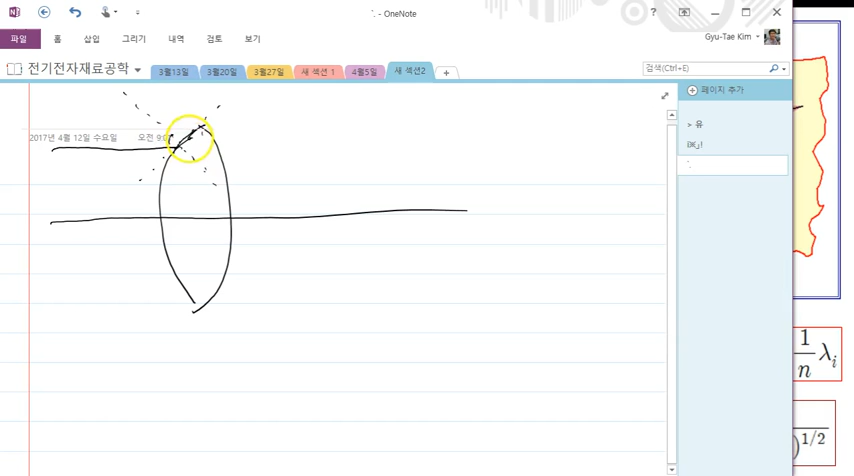 - OneNote
?
Gyu-Tae Kim
파일 홈 삽입 그리기 내역 검토 보기
전기전자재료공학
3월13일 3월20일 3월27일 새 섹션 1 4월5일 새 섹션2 +
검색(Ctrl+E)
페이지 추가
2017년 4월 12일 수요일 오전 9:0
> 유
1
n
λi
)
1/2